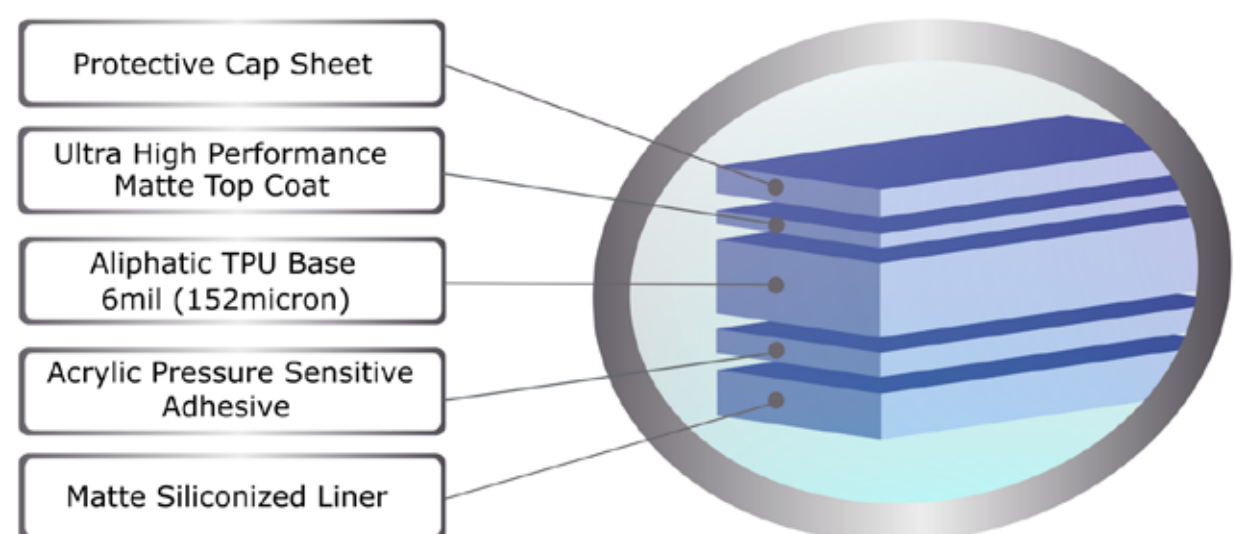 Protective Cap Sheet
Ultra High Performance
Matte Top Coat
Aliphatic TPU Base
6mil (152micron)
Acrylic Pressure Sensitive
Adhesive
Matte Siliconized Liner